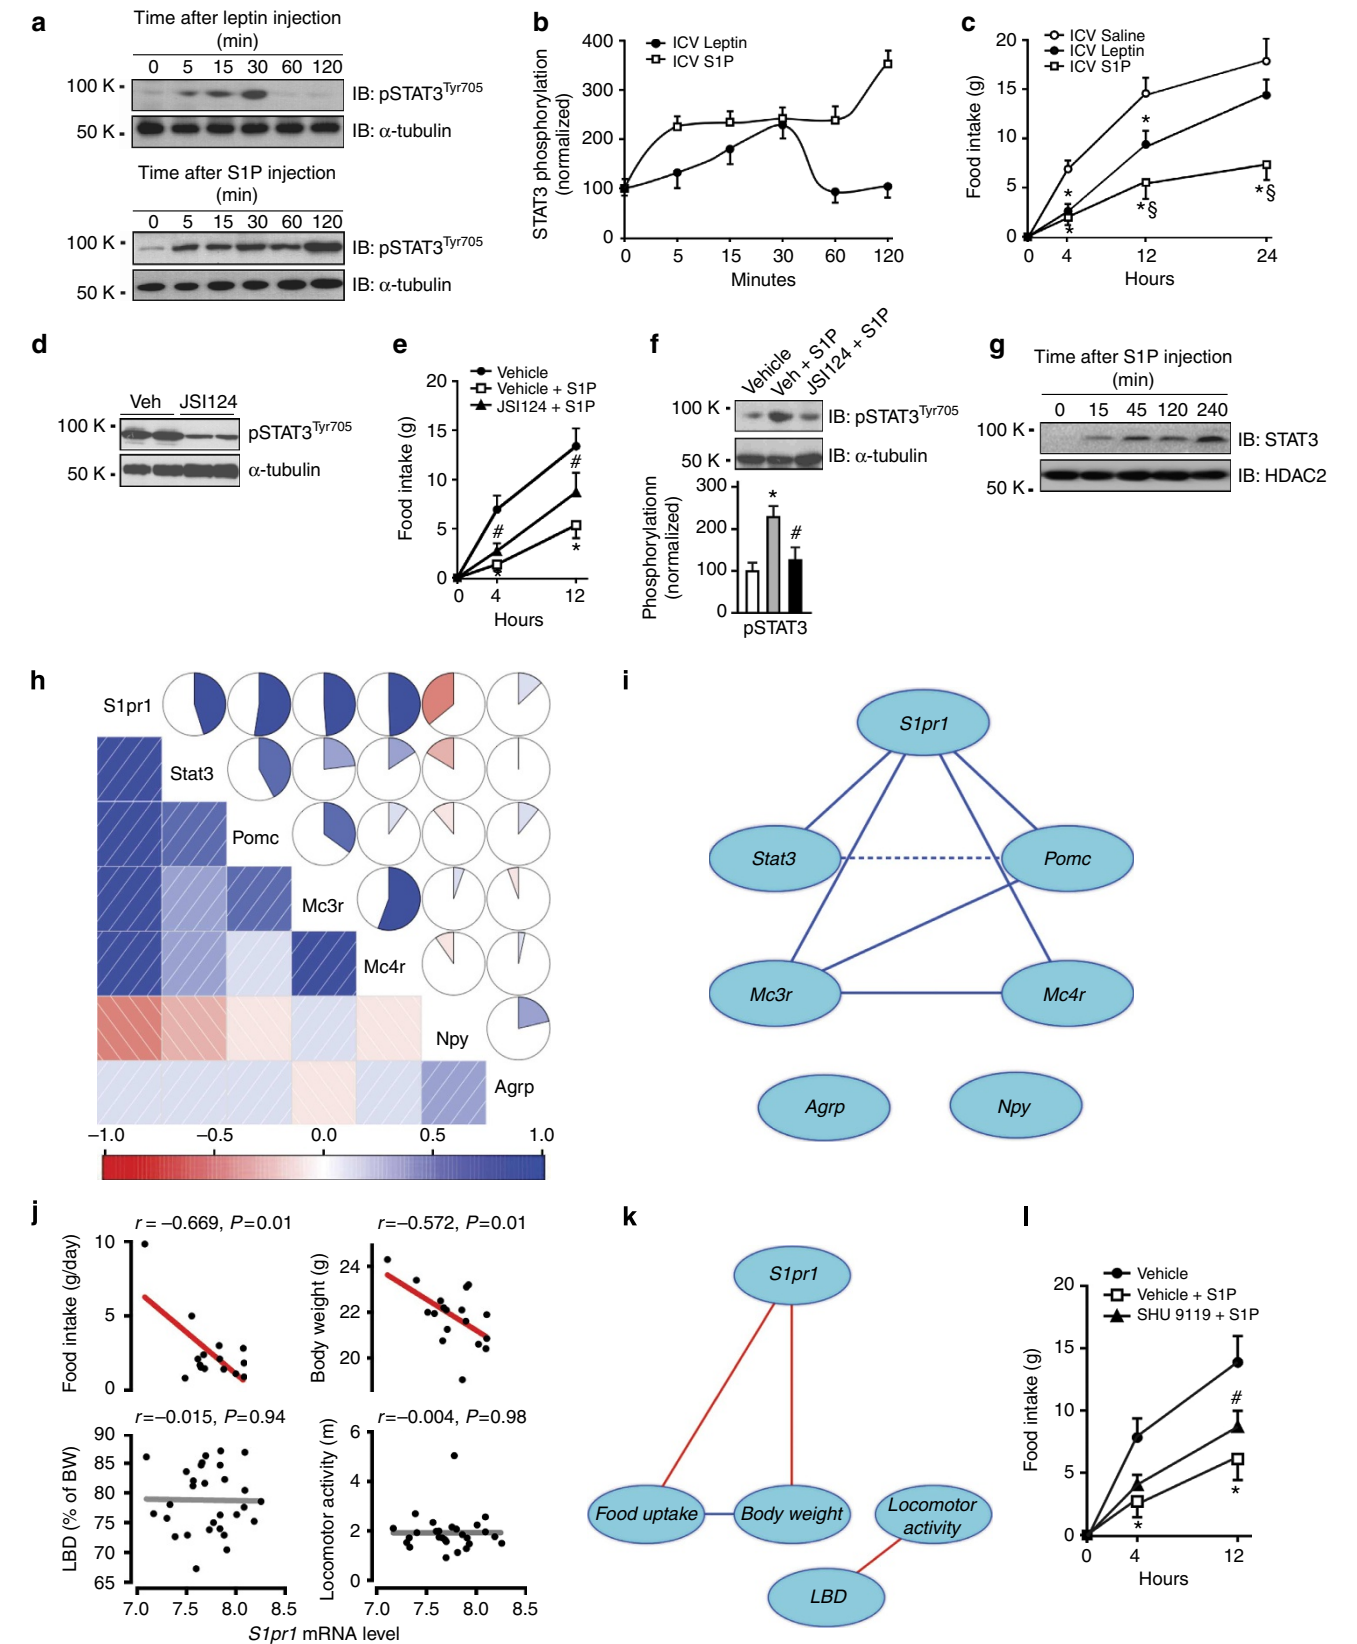 a
Time after leptin injection
(min)
0 5 15 30 60 120
100 K
IB: pSTAT3Tyr705
50 K
IB: α-tubulin
Time after S1P injection
(min)
0 5 15 30 60 120
100 K
IB: pSTAT3Tyr705
50 K
IB: α-tubulin
b
STAT3 phosphorylation
(normalized)
400
300
200
100
0
ICV Leptin
ICV S1P
0 5 15 30 60 120
Minutes
c
Food intake (g)
20
15
10
5
0
ICV Saline
ICV Leptin
ICV S1P
*
*
*
*§
*§
0 4 12 24
Hours
d
Veh JSI124
100 K
pSTAT3Tyr705
50 K
α-tubulin
e
Food intake (g)
20
15
10
5
0
Vehicle
Vehicle + S1P
JSI124 + S1P
#
*
#
*
0 4 12
Hours
f
Vehicle
Veh + S1P
JSI124 + S1P
100 K
IB: pSTAT3Tyr705
50 K
IB: α-tubulin
Phosphorylationn
(normalized)
300
200
100
0
*
#
pSTAT3
g
Time after S1P injection
(min)
0 15 45 120 240
100 K
IB: STAT3
50 K
IB: HDAC2
h
S1pr1
Stat3
Pomc
Mc3r
Mc4r
Npy
Agrp
−1.0 −0.5 0.0 0.5 1.0
i
S1pr1
Stat3
Pomc
Mc3r
Mc4r
Agrp
Npy
j
r = −0.669, P=0.01
Food intake (g/day)
10
5
0
r=−0.572, P=0.01
Body weight (g)
24
22
20
r=−0.015, P=0.94
LBD (% of BW)
90
85
80
75
70
65
7.0 7.5 8.0 8.5
r=−0.004, P=0.98
Locomotor activity (m)
6
4
2
0
7.0 7.5 8.0 8.5
S1pr1 mRNA level
k
S1pr1
Food uptake
Body weight
Locomotor
activity
LBD
l
Food intake (g)
20
15
10
5
0
Vehicle
Vehicle + S1P
SHU 9119 + S1P
*
#
*
0 4 12
Hours